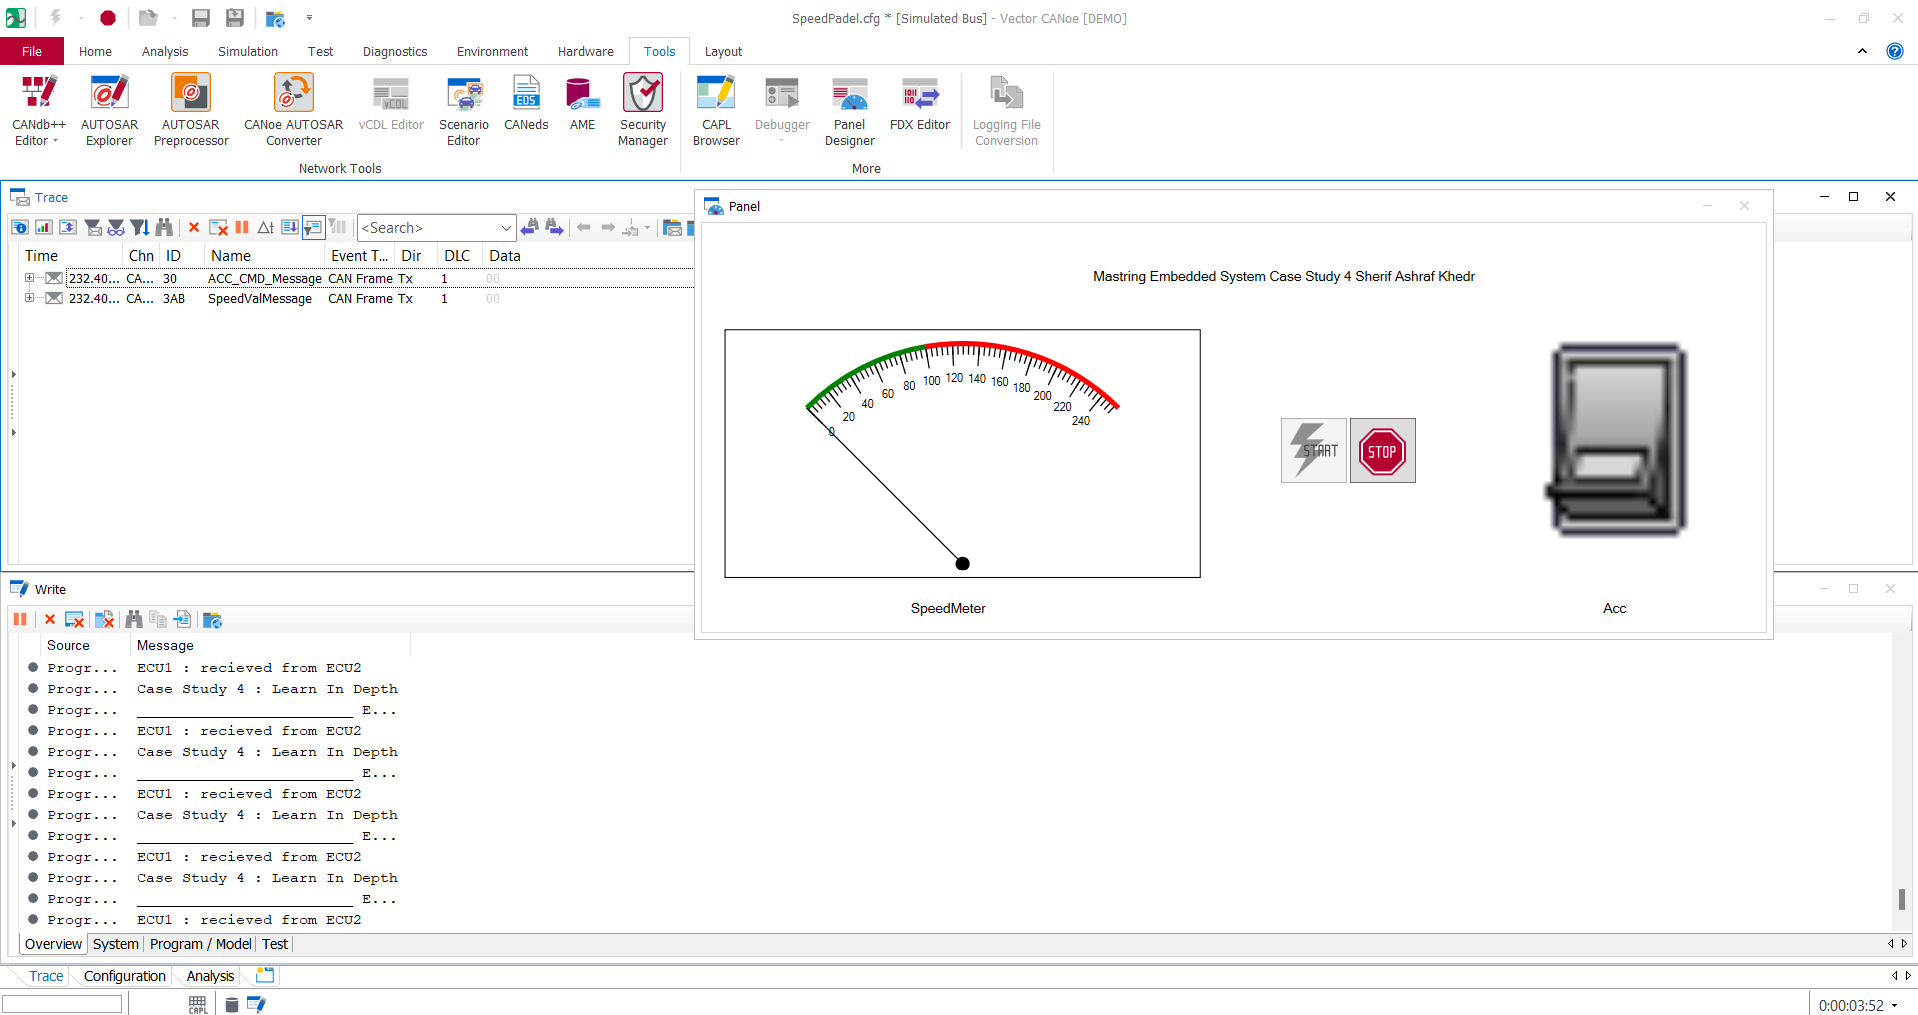 SpeedPadel.cfg * [Simulated Bus] - Vector CANoe [DEMO]
File Home Analysis Simulation Test Diagnostics Environment Hardware Tools Layout
CANdb++ Editor
AUTOSAR Explorer
AUTOSAR Preprocessor
CANoe AUTOSAR Converter
vCDL Editor
Scenario Editor
CANeds
AME
Security Manager
CAPL Browser
Debugger
Panel Designer
FDX Editor
Logging File Conversion
Network Tools
More
Trace
<Search>
Time Chn ID Name Event T... Dir DLC Data
232.40... CA... 30 ACC_CMD_Message CAN Frame Tx 1 00
232.40... CA... 3AB SpeedValMessage CAN Frame Tx 1 00
Panel
Mastring Embedded System Case Study 4 Sherif Ashraf Khedr
0 20 40 60 80 100 120 140 160 180 200 220 240
START
STOP
SpeedMeter
Acc
Write
Source Message
Progr... ECU1 : recieved from ECU2
Progr... Case Study 4 : Learn In Depth
Progr... ________________________ E...
Progr... ECU1 : recieved from ECU2
Progr... Case Study 4 : Learn In Depth
Progr... ________________________ E...
Progr... ECU1 : recieved from ECU2
Progr... Case Study 4 : Learn In Depth
Progr... ________________________ E...
Progr... ECU1 : recieved from ECU2
Progr... Case Study 4 : Learn In Depth
Progr... ________________________ E...
Progr... ECU1 : recieved from ECU2
Overview System Program / Model Test
Trace Configuration Analysis
CAPL
0:00:03:52